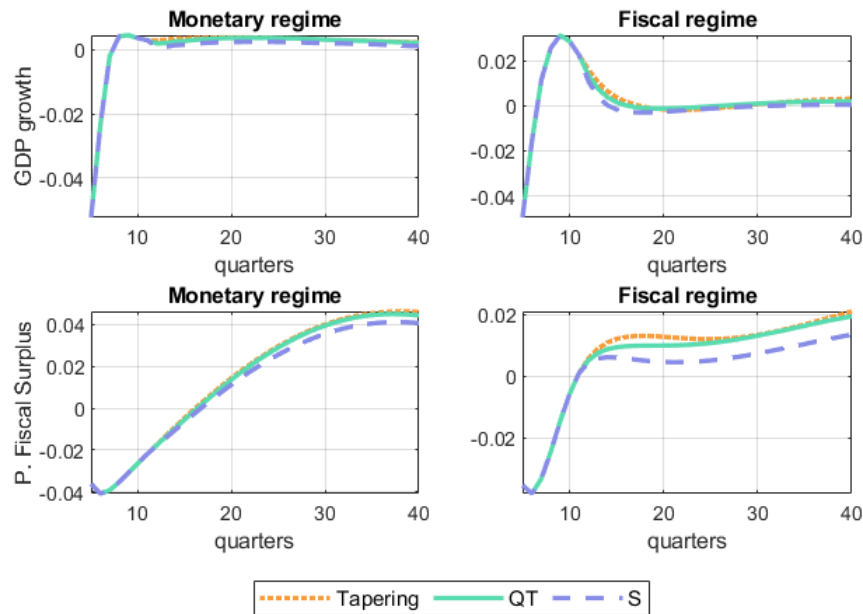 Monetary regime
Fiscal regime
GDP growth
0
-0.02
-0.04
10 20 30 40
quarters
0.02
0
-0.02
-0.04
10 20 30 40
quarters
Monetary regime
Fiscal regime
P. Fiscal Surplus
0.04
0.02
0
-0.02
-0.04
10 20 30 40
quarters
0.02
0
-0.02
10 20 30 40
quarters
Tapering QT S